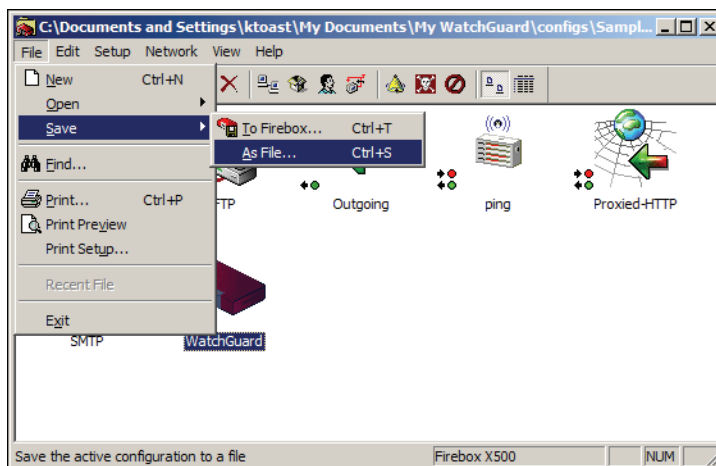 C:\Documents and Settings\ktoast\My Documents\My WatchGuard\configs\Sampl...
File Edit Setup Network View Help
New Ctrl+N
Open
Save
To Firebox... Ctrl+T
As File... Ctrl+S
Find...
Print... Ctrl+P
Print Preview
Print Setup...
Recent File
Exit
FTP
Outgoing
ping
Proxied-HTTP
SMTP
WatchGuard
Save the active configuration to a file
Firebox X500
NUM